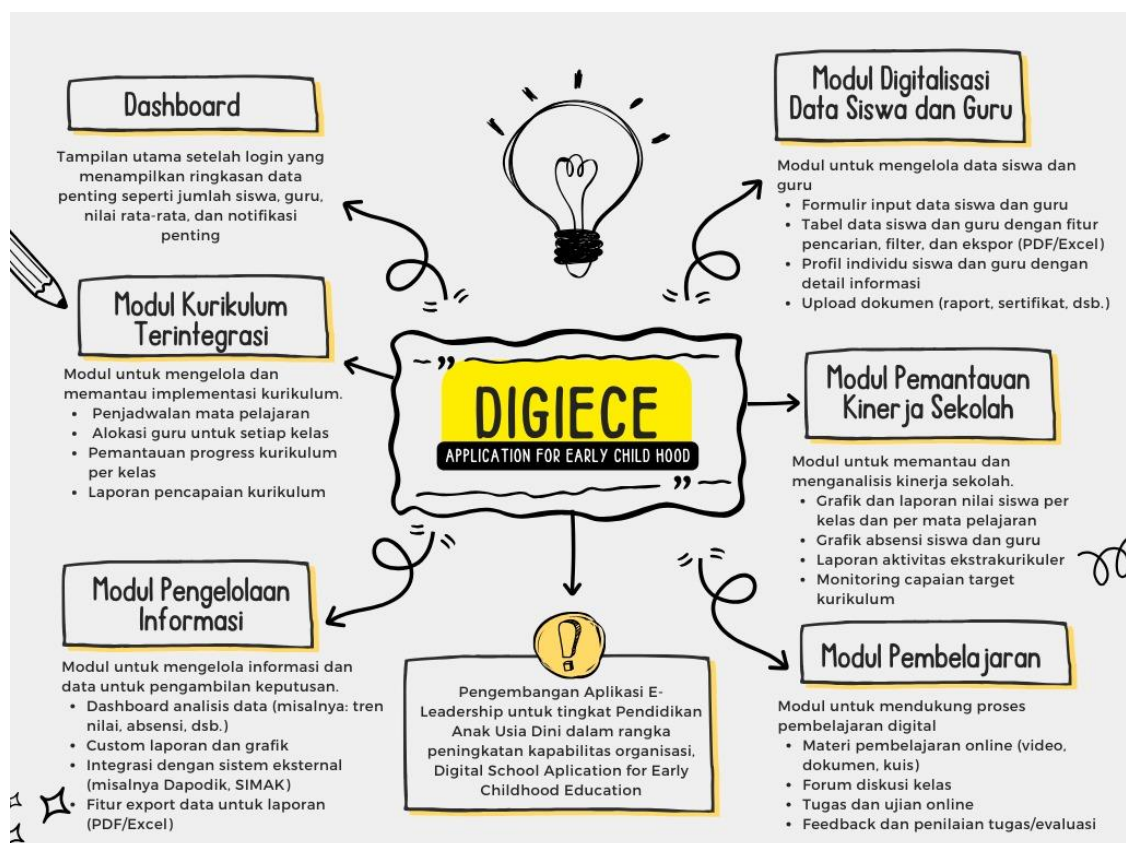 Dashboard
Tampilan utama setelah login yang
menampilkan ringkasan data
penting seperti jumlah siswa, guru,
nilai rata-rata, dan notifikasi
penting
Modul Kurikulum
Terintegrasi
Modul untuk mengelola dan
memantau implementasi kurikulum.
• Penjadwalan mata pelajaran
• Alokasi guru untuk setiap kelas
• Pemantauan progress kurikulum
per kelas
• Laporan pencapaian kurikulum
Modul Pengelolaan
Informasi
Modul untuk mengelola informasi dan
data untuk pengambilan keputusan.
• Dashboard analisis data (misalnya: tren
nilai, absensi, dsb.)
• Custom laporan dan grafik
• Integrasi dengan sistem eksternal
(misalnya Dapodik, SIMAK)
• Fitur export data untuk laporan
(PDF/Excel)
"
DIGIECE
APPLICATION FOR EARLY CHILD HOOD
"
!
Pengembangan Aplikasi E-
Leadership untuk tingkat Pendidikan
Anak Usia Dini dalam rangka
peningkatan kapabilitas organisasi,
Digital School Aplication for Early
Childhood Education
Modul Digitalisasi
Data Siswa dan Guru
Modul untuk mengelola data siswa dan
guru
• Formulir input data siswa dan guru
• Tabel data siswa dan guru dengan fitur
pencarian, filter, dan ekspor (PDF/Excel)
• Profil individu siswa dan guru dengan
detail informasi
• Upload dokumen (raport, sertifikat, dsb.)
Modul Pemantauan
Kinerja Sekolah
Modul untuk memantau dan
menganalisis kinerja sekolah.
• Grafik dan laporan nilai siswa per
kelas dan per mata pelajaran
• Grafik absensi siswa dan guru
• Laporan aktivitas ekstrakurikuler
• Monitoring capaian target
kurikulum
Modul Pembelajaran
Modul untuk mendukung proses
pembelajaran digital
• Materi pembelajaran online (video,
dokumen, kuis)
• Forum diskusi kelas
• Tugas dan ujian online
• Feedback dan penilaian tugas/evaluasi